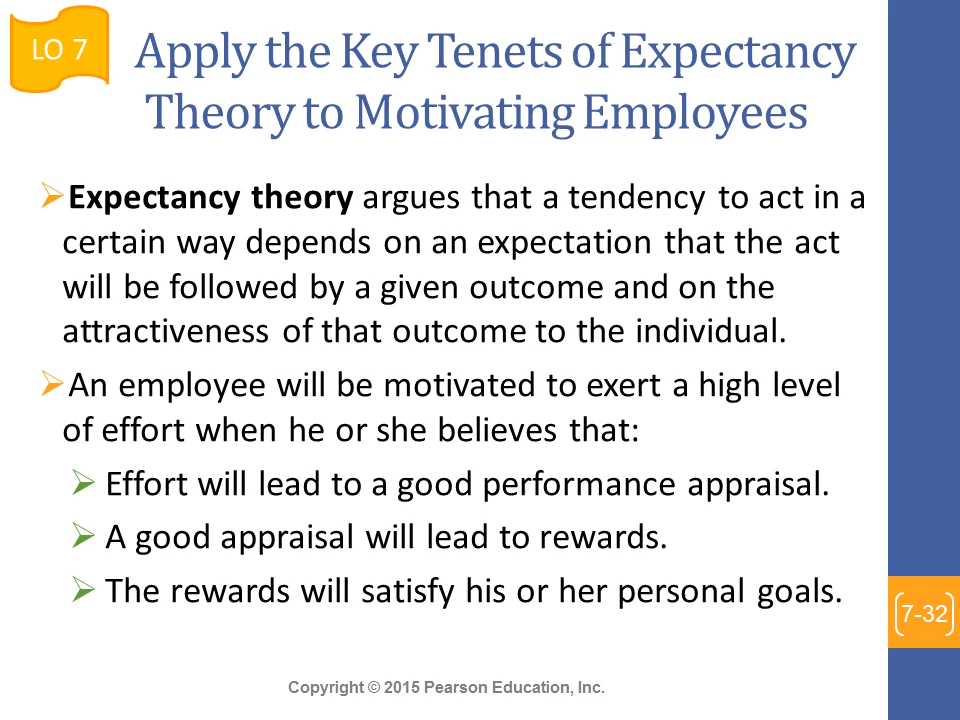 LO 7
Apply the Key Tenets of Expectancy
Theory to Motivating Employees
Expectancy theory argues that a tendency to act in a
certain way depends on an expectation that the act
will be followed by a given outcome and on the
attractiveness of that outcome to the individual.
An employee will be motivated to exert a high level
of effort when he or she believes that:
Effort will lead to a good performance appraisal.
A good appraisal will lead to rewards.
The rewards will satisfy his or her personal goals.
7-32
Copyright © 2015 Pearson Education, Inc.